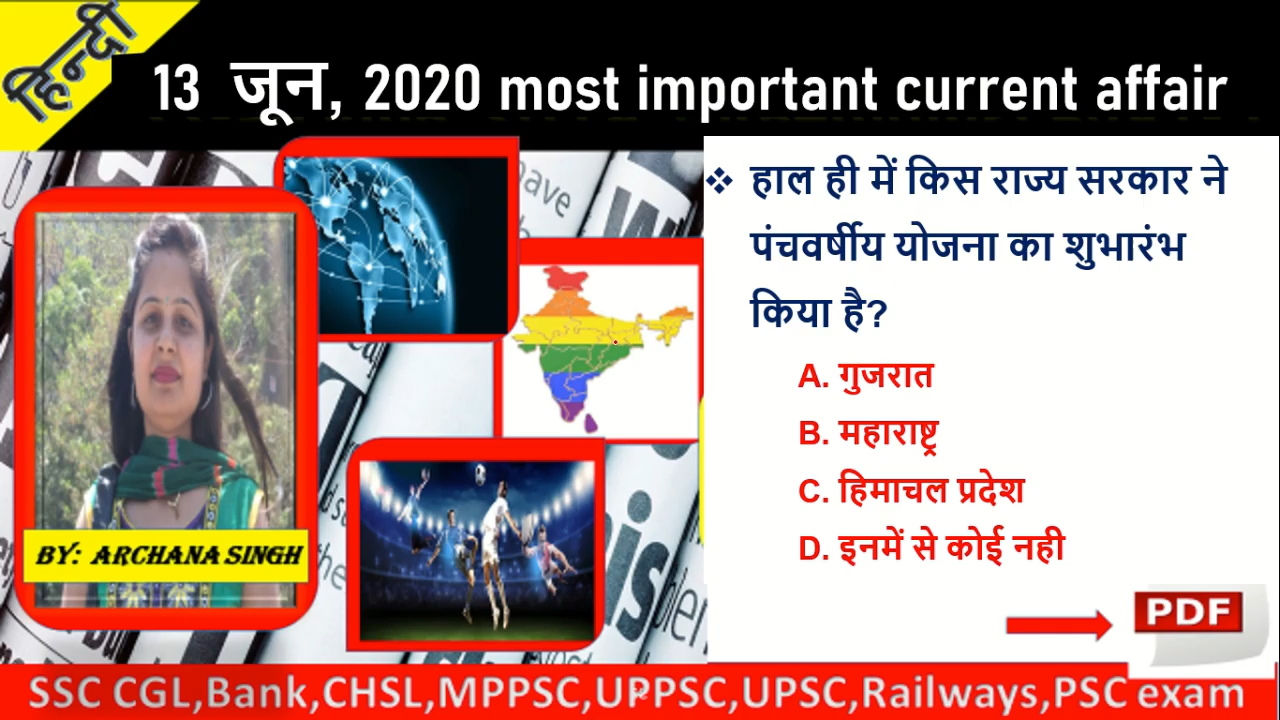 हिन्दी
13 जून, 2020 most important current affair
❖ हाल ही में किस राज्य सरकार ने
पंचवर्षीय योजना का शुभारंभ
किया है?
A. गुजरात
B. महाराष्ट्र
C. हिमाचल प्रदेश
D. इनमें से कोई नही
BY: ARCHANA SINGH
PDF
SSC CGL,Bank,CHSL,MPPSC,UPPSC,UPSC,Railways,PSC exam